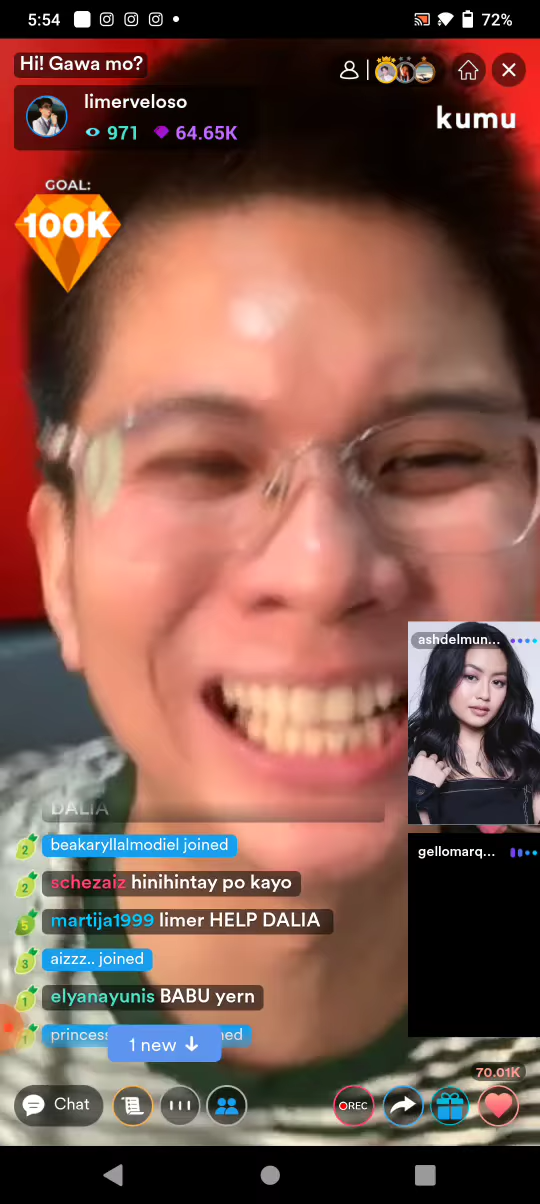 5:54
72%
Hi! Gawa mo?
limerveloso
971 64.65K
kumu
GOAL:
100K
ashdelmun...
DALIA
beakaryllalmodiel joined
2
gellomarq...
schezaiz hinihintay po kayo
2
martija1999 limer HELP DALIA
5
aizzz.. joined
3
elyanayunis BABU yern
1
1
1 new
70.01K
Chat
REC